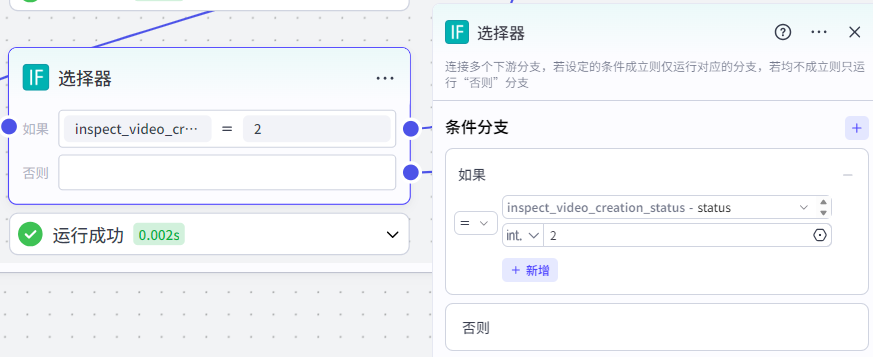 IF 选择器 ···
如果 inspect_video_cr··· = 2
否则
运行成功 0.002s
IF 选择器
连接多个下游分支，若设定的条件成立则仅运行对应的分支，若均不成立则只运
行“否则”分支
条件分支
如果
inspect_video_creation_status - status
=
int. 2
+ 新增
否则